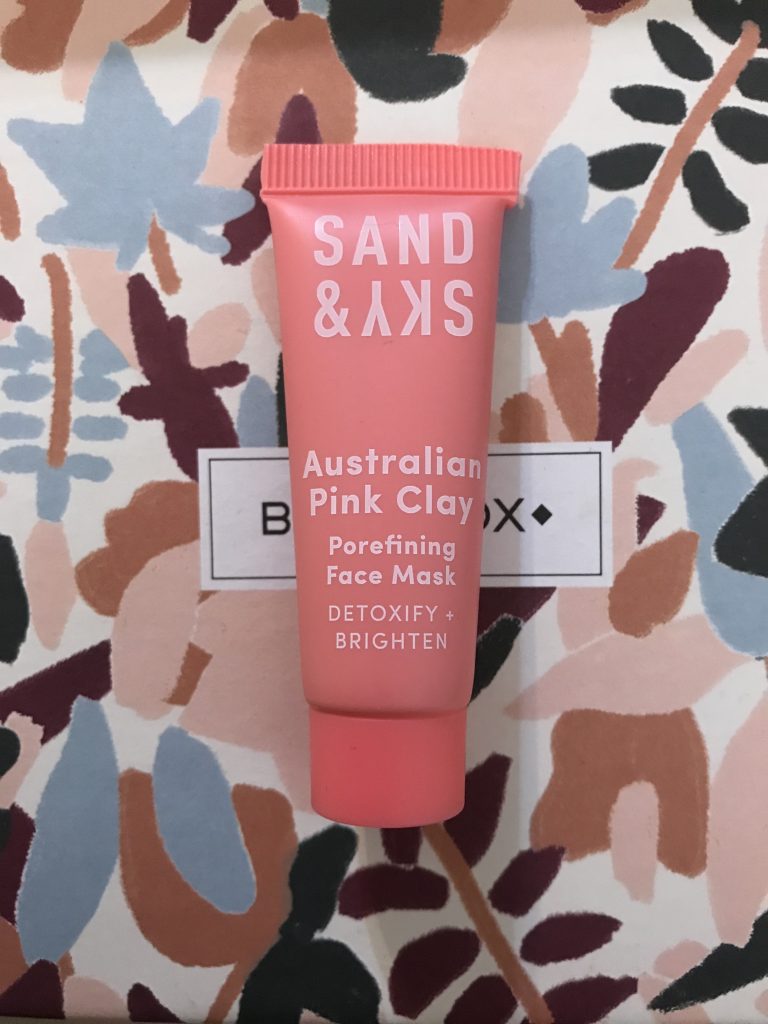 SAND
& SKY
Australian
Pink Clay
Porefining
Face Mask
DETOXIFY +
BRIGHTEN